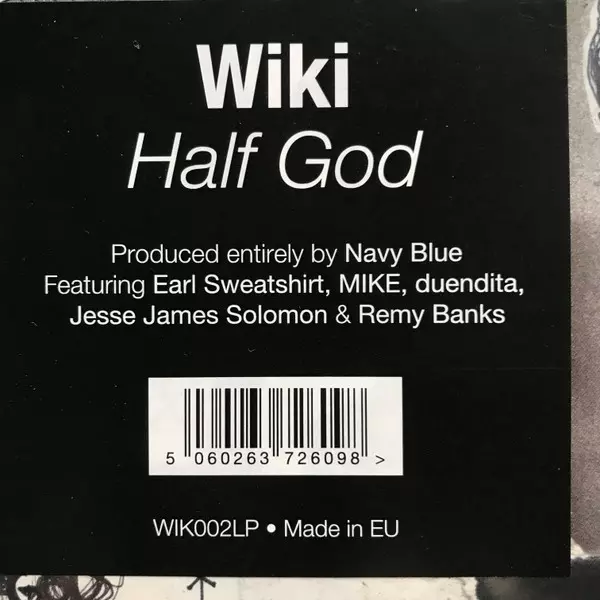 Wiki
Half God
Produced entirely by Navy Blue
Featuring Earl Sweatshirt, MIKE, duendita,
Jesse James Solomon & Remy Banks
5 060263 726098 >
WIK002LP • Made in EU